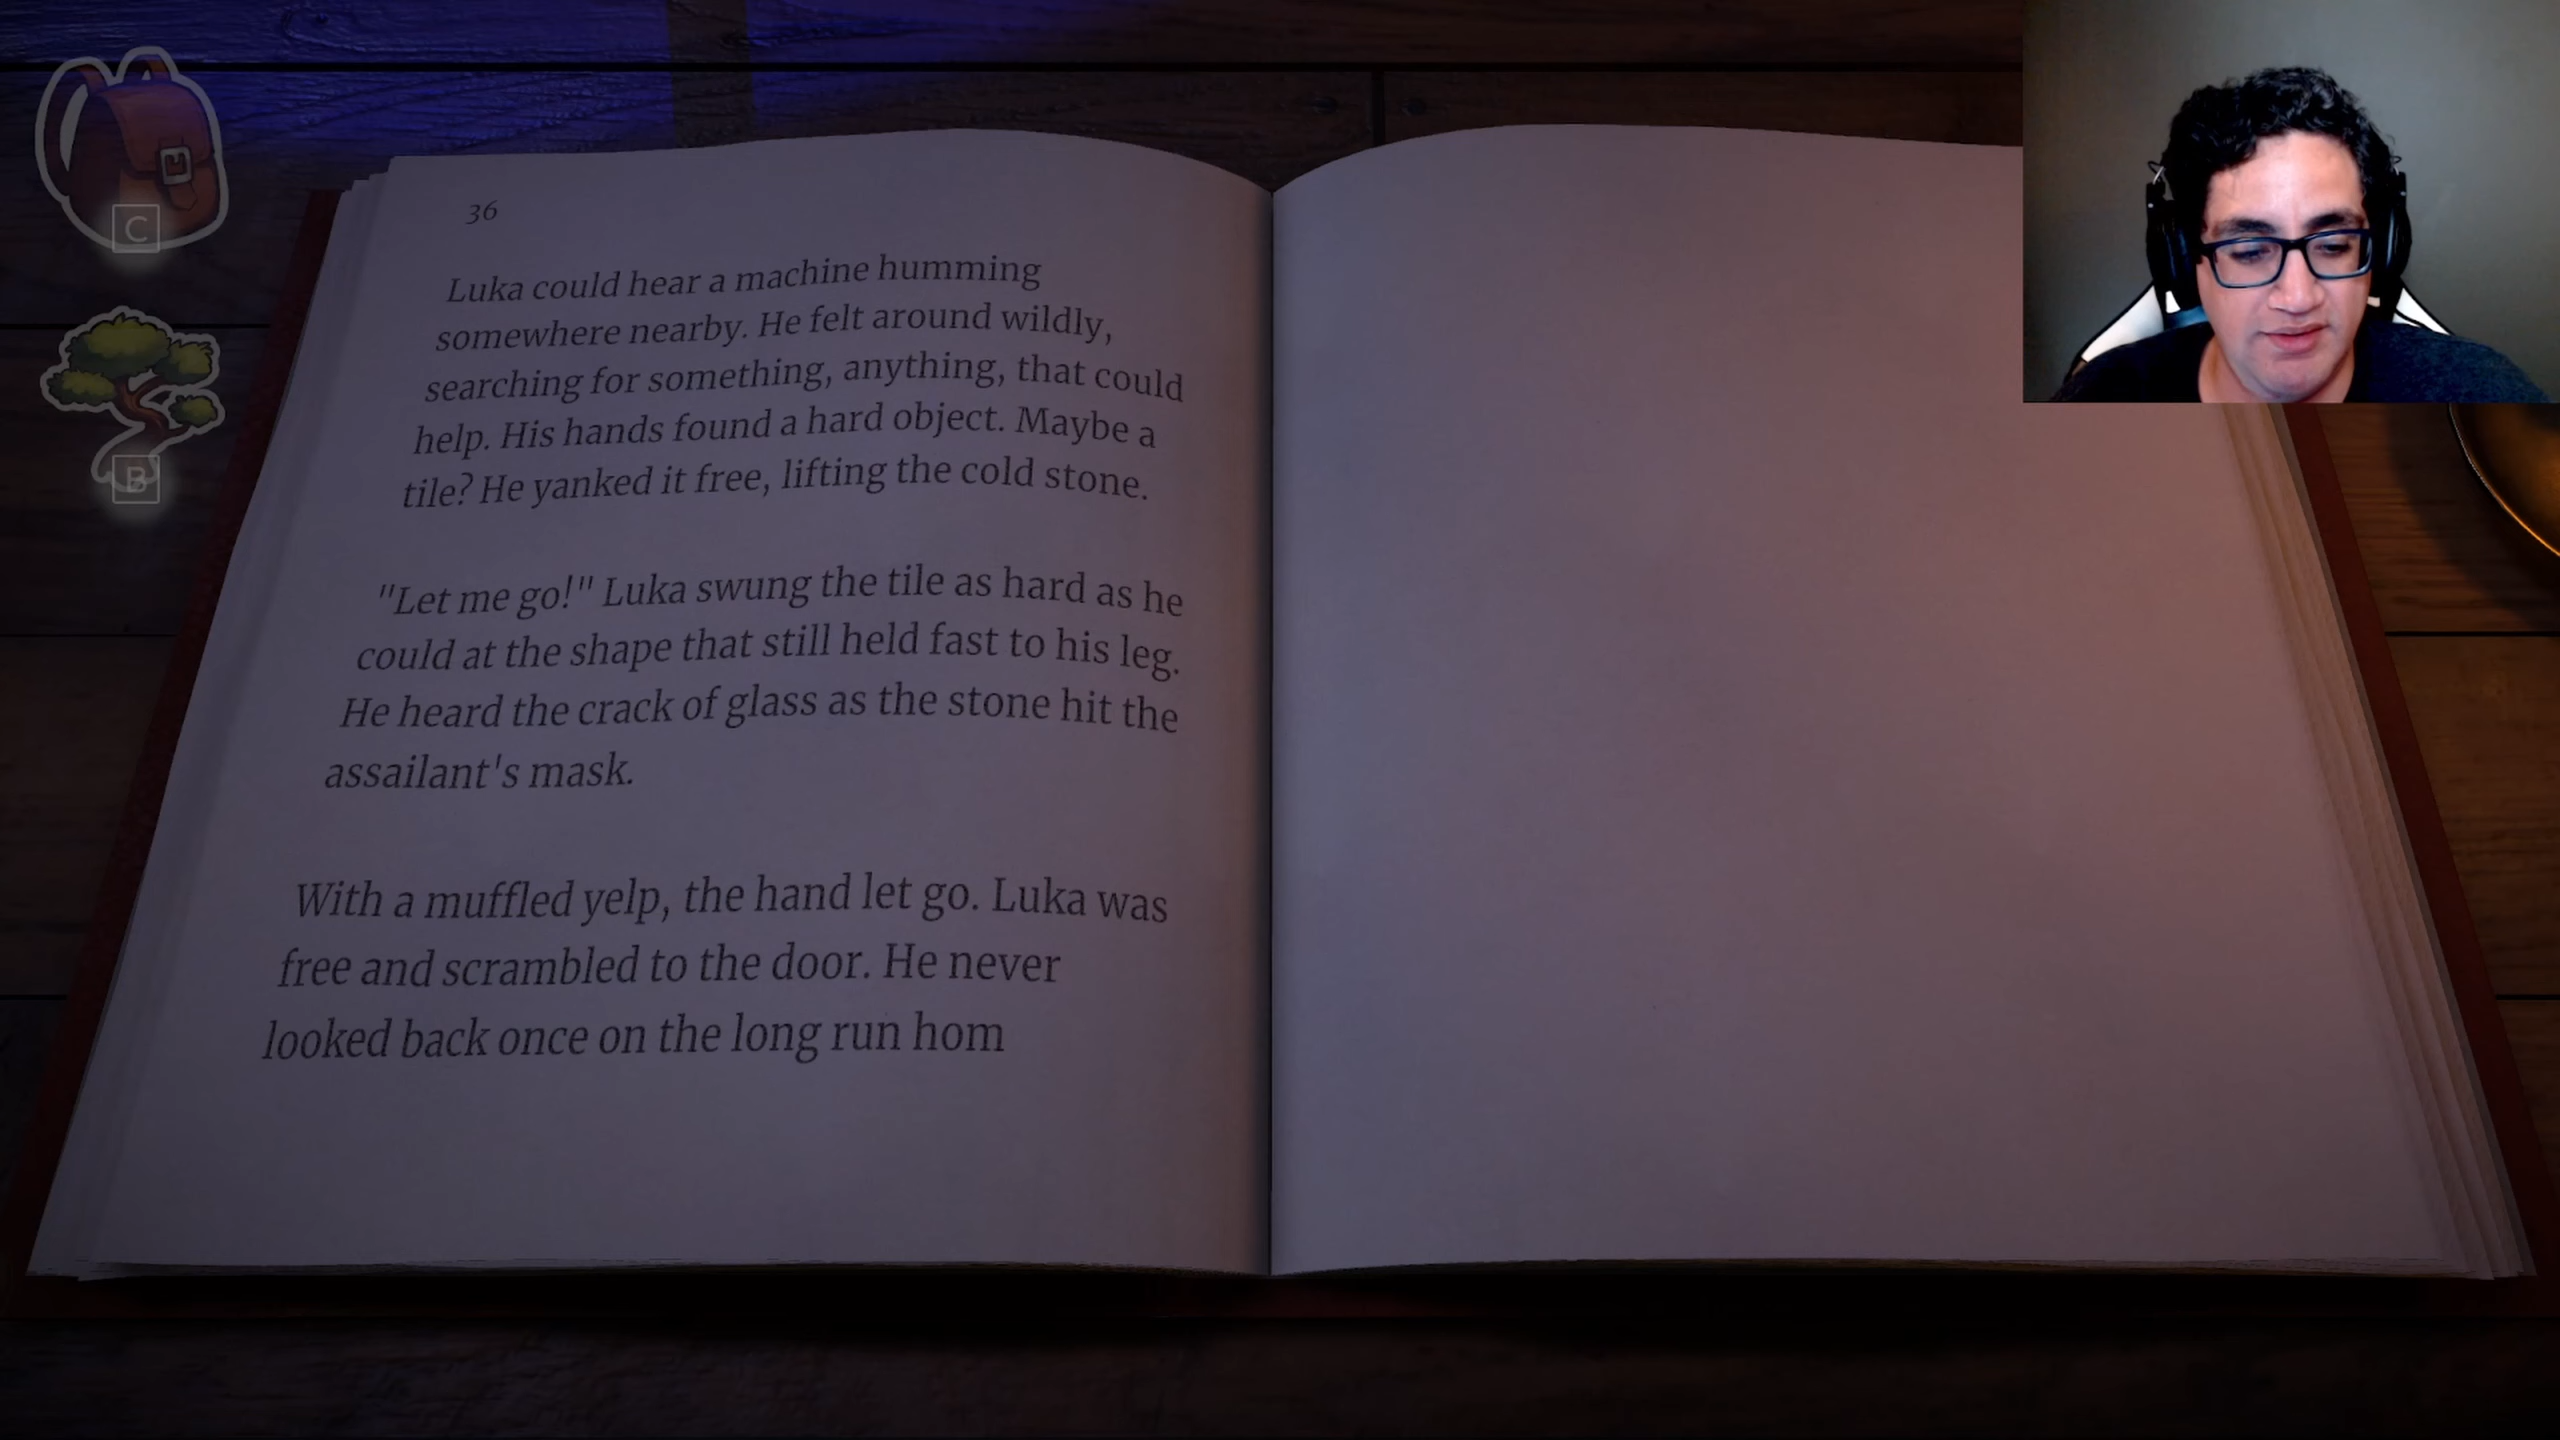 C
B
36
Luka could hear a machine humming
somewhere nearby. He felt around wildly,
searching for something, anything, that could
help. His hands found a hard object. Maybe a
tile? He yanked it free, lifting the cold stone.
"Let me go!" Luka swung the tile as hard as he
could at the shape that still held fast to his leg.
He heard the crack of glass as the stone hit the
assailant's mask.
With a muffled yelp, the hand let go. Luka was
free and scrambled to the door. He never
looked back once on the long run hom